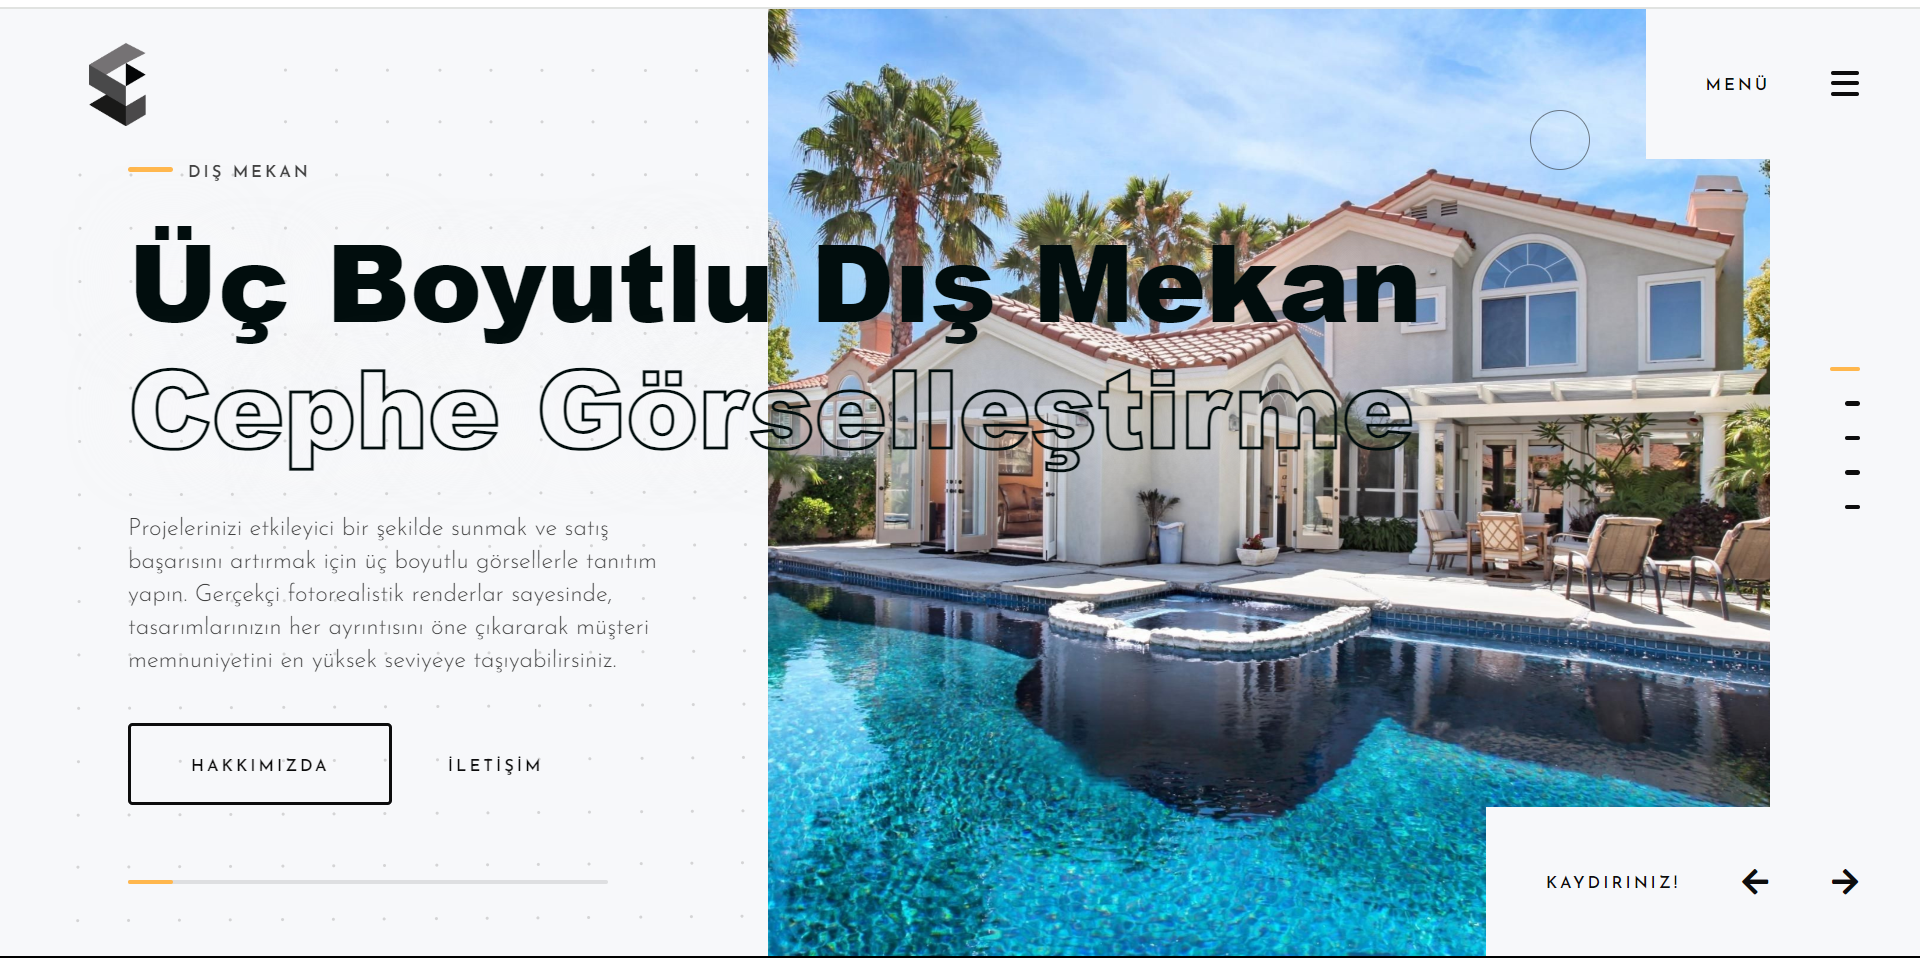 MENÜ
DIŞ MEKAN
Üç Boyutlu Dış Mekan
Cephe Görselleştirme
Projelerinizi etkileyici bir şekilde sunmak ve satış
başarısını artırmak için üç boyutlu görsellerle tanıtım
yapın. Gerçekçi fotorealistik renderlar sayesinde,
tasarımlarınızın her ayrıntısını öne çıkararak müşteri
memnuniyetini en yüksek seviyeye taşıyabilirsiniz.
HAKKIMIZDA
İLETİŞİM
KAYDIRINIZ!